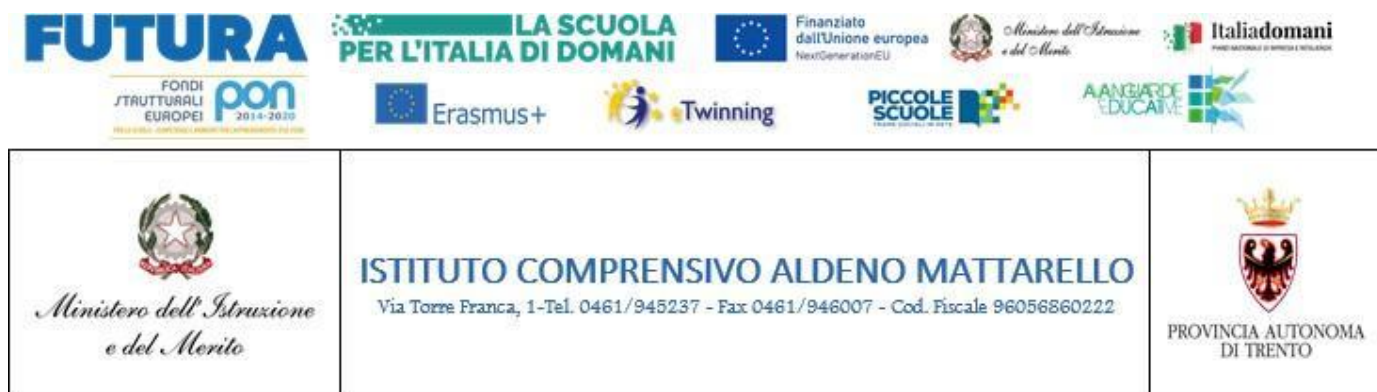 FUTURA
LA SCUOLA
PER L'ITALIA DI DOMANI
Finanziato
dall'Unione europea
NextGenerationEU
Ministero dell'Istruzione
e del Merito
Italiadomani
FONDI
STRUTTURALI
EUROPEI
pon
2014-2020
Erasmus+
eTwinning
PICCOLE
SCUOLE
AVANGUARDIE
EDUCATIVE
Ministero dell'Istruzione
e del Merito
ISTITUTO COMPRENSIVO ALDENO MATTARELLO
Via Torre Franca, 1-Tel. 0461/945237 - Fax 0461/946007 - Cod. Fiscale 96056860222
PROVINCIA AUTONOMA
DI TRENTO